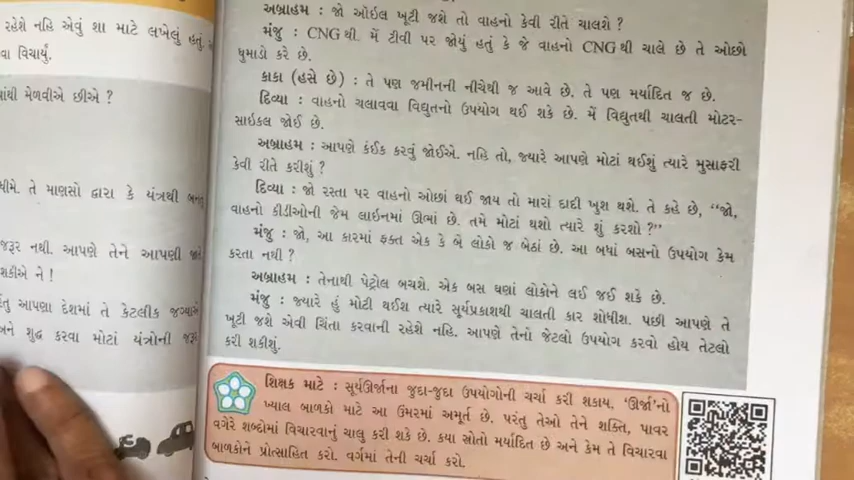 રહેશે નહિ એવું શા માટે લખેલું હતું.
વા વિચાર્યું.
થી મેળવીએ છીએ ?
ધીમે. તે માણસો દ્વારા કે યંત્રથી
જરૂર નથી. આપણે તેને આપણી
શકીએ ને !
તુ આપણા દેશમાં તે કેટલીક જગ્યાએ
અને શુદ્ધ કરવા મોટાં યંત્રોની
અબ્રાહમ : જો ઓઇલ ખૂટી જશે તો વાહનો કેવી રીતે ચાલશે ?
મંજુ : CNGથી. મેં ટીવી પર જોયું હતું કે જે વાહનો CNGથી ચાલે છે તે ઓછો
ધુમાડો કરે છે.
કાકા (હસે છે) : તે પણ જમીનની નીચેથી જ આવે છે. તે પણ મર્યાદિત જ છે.
દિવ્યા : વાહનો ચલાવવા વિદ્યુતનો ઉપયોગ થઈ શકે છે. મેં વિદ્યુતથી ચાલતી મોટર-
સાઇકલ જોઈ છે.
અબ્રાહમ : આપણે કંઈક કરવું જોઈએ. નહિ તો, જ્યારે આપણે મોટાં થઈશું ત્યારે મુસાફરી
કેવી રીતે કરીશું ?
દિવ્યા : જો રસ્તા પર વાહનો ઓછાં થઈ જાય તો મારાં દાદી ખુશ થશે. તે કહે છે, “જો,
વાહનો કીડીઓની જેમ લાઇનમાં ઊભાં છે. તમે મોટાં થશો ત્યારે શું કરશો ?”
મંજુ : જો, આ કારમાં ફક્ત એક કે બે લોકો જ બેઠાં છે. આ બધાં બસનો ઉપયોગ કેમ
કરતા નથી ?
અબ્રાહમ : તેનાથી પેટ્રોલ બચશે. એક બસ ઘણાં લોકોને લઈ જઈ શકે છે.
મંજુ : જ્યારે હું મોટી થઈશ ત્યારે સૂર્યપ્રકાશથી ચાલતી કાર શોધીશ. પછી આપણે તે
ખૂટી જશે એવી ચિંતા કરવાની રહેશે નહિ. આપણે તેનો જેટલો ઉપયોગ કરવો હોય તેટલો
કરી શકીશું.
શિક્ષક માટે : સૂર્યઊર્જાના જુદા-જુદા ઉપયોગોની ચર્ચા કરી શકાય. ‘ઊર્જા’નો
ખ્યાલ બાળકો માટે આ ઉંમરમાં અમૂર્ત છે. પરંતુ તેઓ તેને શક્તિ, પાવર
વગેરે શબ્દોમાં વિચારવાનું ચાલુ કરી શકે છે. કયા સ્રોતો મર્યાદિત છે અને કેમ તે વિચારવા
બાળકોને પ્રોત્સાહિત કરો. વર્ગમાં તેની ચર્ચા કરો.